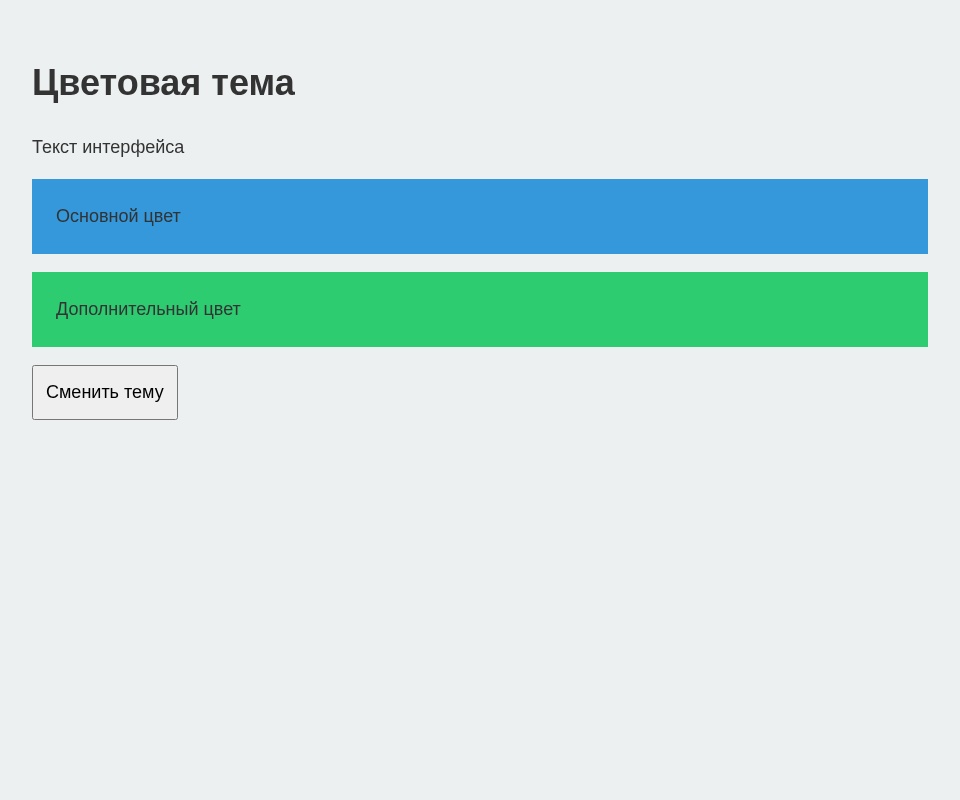 Цветовая тема
Текст интерфейса
Основной цвет
Дополнительный цвет
Сменить тему